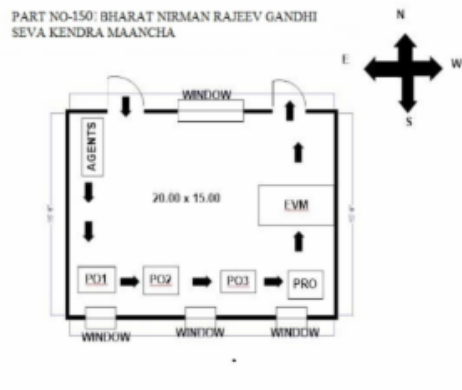 PART NO-150: BHARAT NIRMAN RAJEEV GANDHI
SEVA KENDRA MAANCHA
N
E
W
S
WINDOW
AGENTS
20.00 x 15.00
EVM
PO1
PO2
PO3
PRO
WINDOW
WINDOW
WINDOW